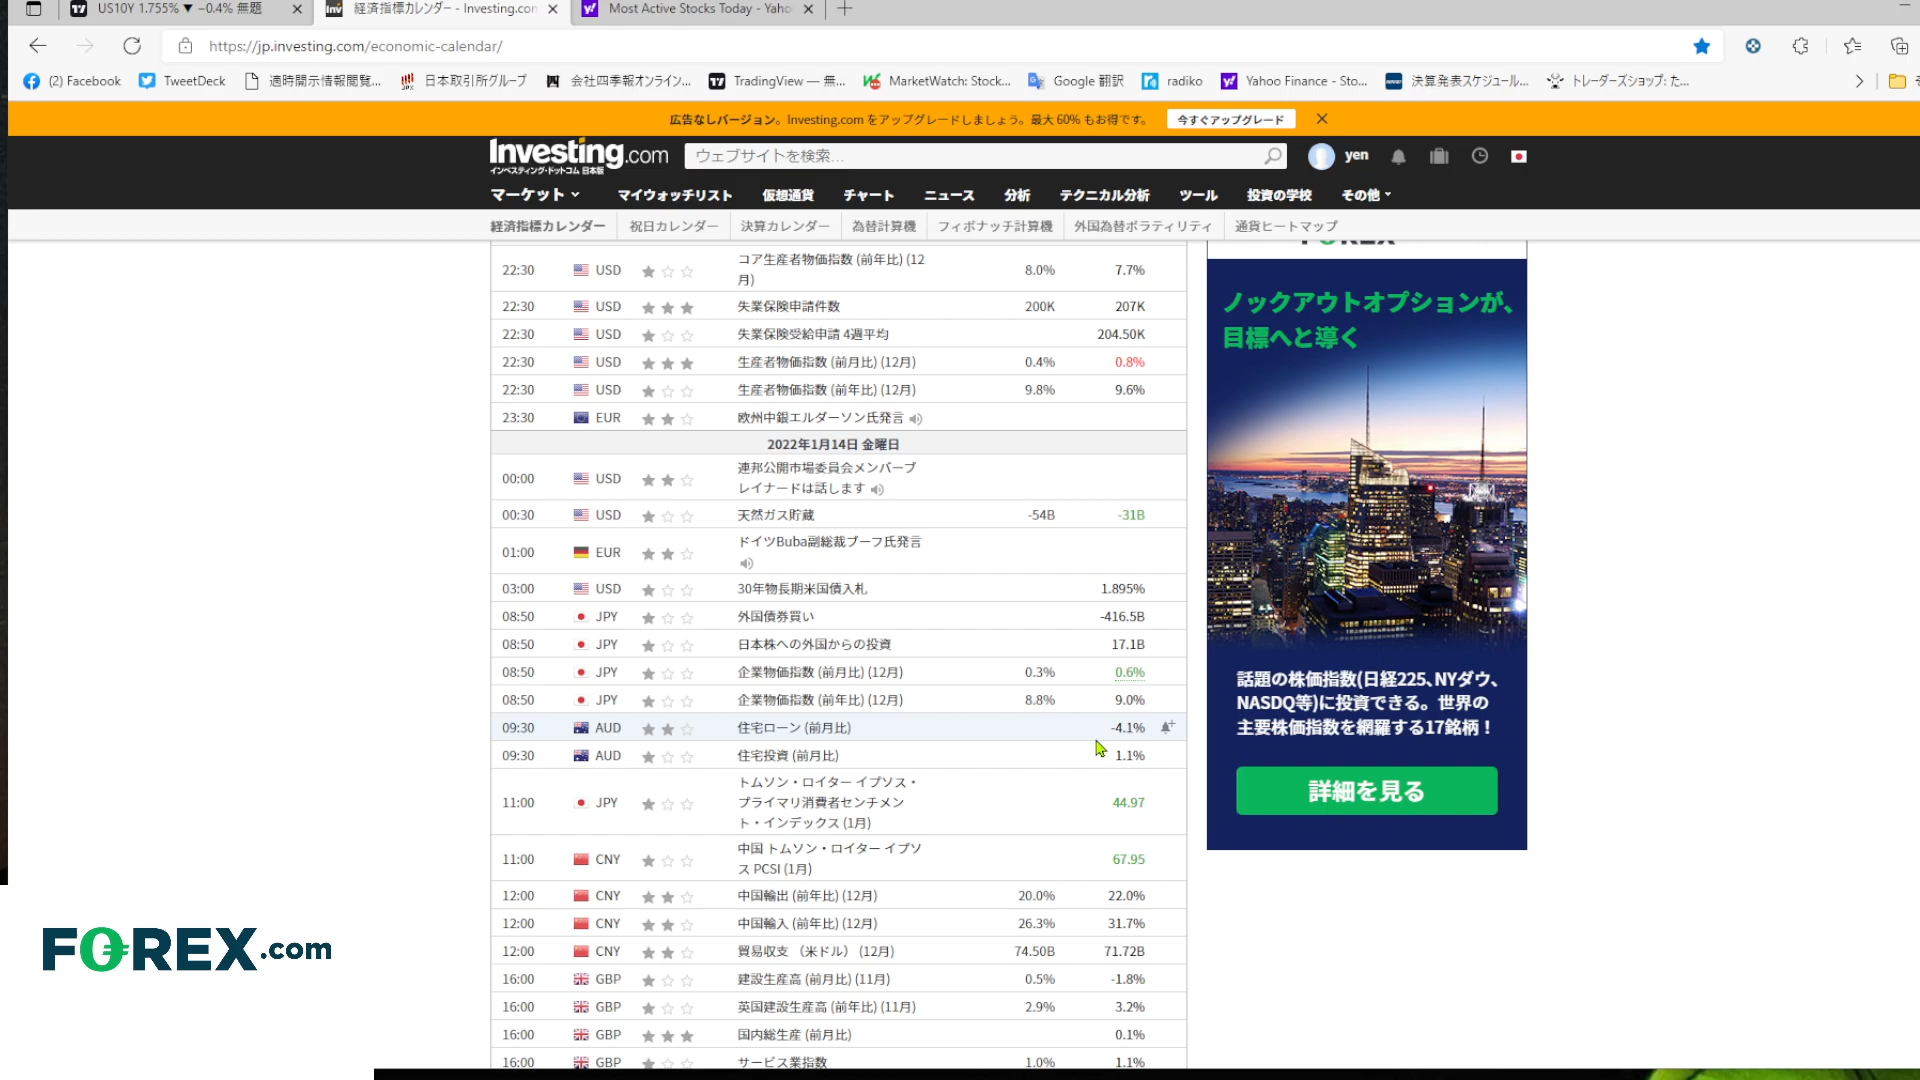 US10Y 1.755% ▼ −0.4% 無題
経済指標カレンダー - Investing.con
Most Active Stocks Today - Yaho
https://jp.investing.com/economic-calendar/
(2) Facebook
TweetDeck
適時開示情報閲覧...
日本取引所グループ
会社四季報オンライン...
TradingView — 無...
MarketWatch: Stock...
Google 翻訳
radiko
Yahoo Finance - Sto...
決算発表スケジュール...
トレーダーズショップ: た...
広告なしバージョン。Investing.com をアップグレードしましょう。最大 60% もお得です。
今すぐアップグレード
Investing.com
インベスティング・ドットコム 日本版
ウェブサイトを検索...
yen
マーケット マイウォッチリスト 仮想通貨 チャート ニュース 分析 テクニカル分析 ツール 投資の学校 その他
経済指標カレンダー 祝日カレンダー 決算カレンダー 為替計算機 フィボナッチ計算機 外国為替ボラティリティ 通貨ヒートマップ
22:30 USD コア生産者物価指数 (前年比) (12
月) 8.0% 7.7%
22:30 USD 失業保険申請件数 200K 207K
22:30 USD 失業保険受給申請 4週平均 204.50K
22:30 USD 生産者物価指数 (前月比) (12月) 0.4% 0.8%
22:30 USD 生産者物価指数 (前年比) (12月) 9.8% 9.6%
23:30 EUR 欧州中銀エルダーソン氏発言
2022年1月14日 金曜日
00:00 USD 連邦公開市場委員会メンバーブ
レイナードは話します
00:30 USD 天然ガス貯蔵 -54B -31B
01:00 EUR ドイツBuba副総裁ブーフ氏発言
03:00 USD 30年物長期米国債入札 1.895%
08:50 JPY 外国債券買い -416.5B
08:50 JPY 日本株への外国からの投資 17.1B
08:50 JPY 企業物価指数 (前月比) (12月) 0.3% 0.6%
08:50 JPY 企業物価指数 (前年比) (12月) 8.8% 9.0%
09:30 AUD 住宅ローン (前月比) -4.1%
09:30 AUD 住宅投資 (前月比) 1.1%
11:00 JPY トムソン・ロイター イプソス・
プライマリ消費者センチメン
ト・インデックス (1月) 44.97
11:00 CNY 中国 トムソン・ロイター イプソ
ス PCSI (1月) 67.95
12:00 CNY 中国輸出 (前年比) (12月) 20.0% 22.0%
12:00 CNY 中国輸入 (前年比) (12月) 26.3% 31.7%
12:00 CNY 貿易収支 （米ドル） (12月) 74.50B 71.72B
16:00 GBP 建設生産高 (前月比) (11月) 0.5% -1.8%
16:00 GBP 英国建設生産高 (前年比) (11月) 2.9% 3.2%
16:00 GBP 国内総生産 (前月比) 0.1%
16:00 GBP サービス業指数 1.0% 1.1%
ノックアウトオプションが、
目標へと導く
話題の株価指数(日経225、NYダウ、
NASDQ等)に投資できる。世界の
主要株価指数を網羅する17銘柄！
詳細を見る
FOREX.com